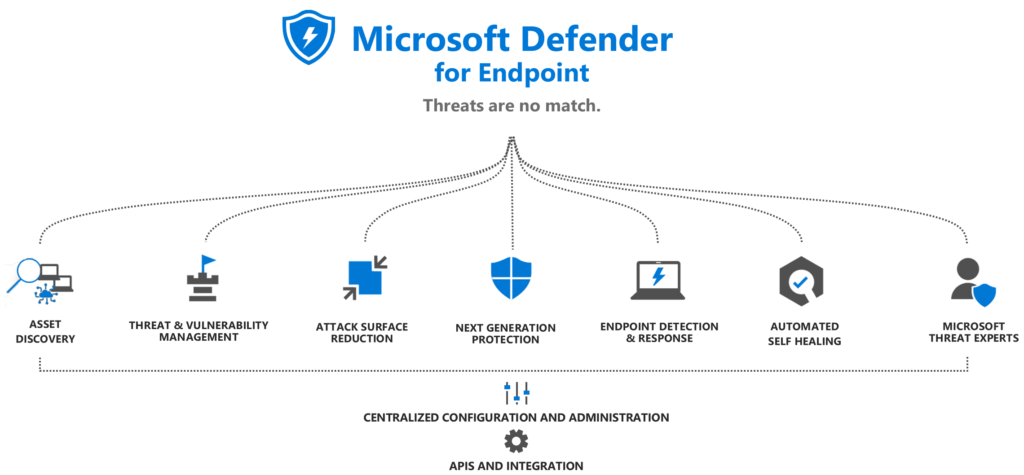 Microsoft Defender
for Endpoint
Threats are no match.
ASSET
DISCOVERY
THREAT & VULNERABILITY
MANAGEMENT
ATTACK SURFACE
REDUCTION
NEXT GENERATION
PROTECTION
ENDPOINT DETECTION
& RESPONSE
AUTOMATED
SELF HEALING
MICROSOFT
THREAT EXPERTS
CENTRALIZED CONFIGURATION AND ADMINISTRATION
APIS AND INTEGRATION